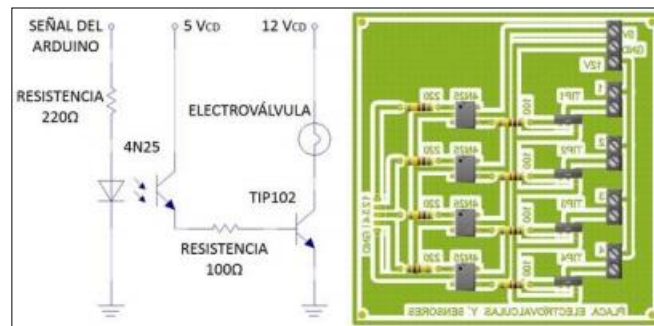 SEÑAL DEL
ARDUINO
5 VCD
12 VCD
RESISTENCIA
220Ω
ELECTROVÁLVULA
4N25
TIP102
RESISTENCIA
100Ω
5V
GND
12V
220
4N25
100
TIP1
1
220
4N25
100
TIP2
2
220
4N25
100
TIP3
3
220
4N25
100
TIP4
4
PLACA ELECTROVALCULAS Y SENSORES